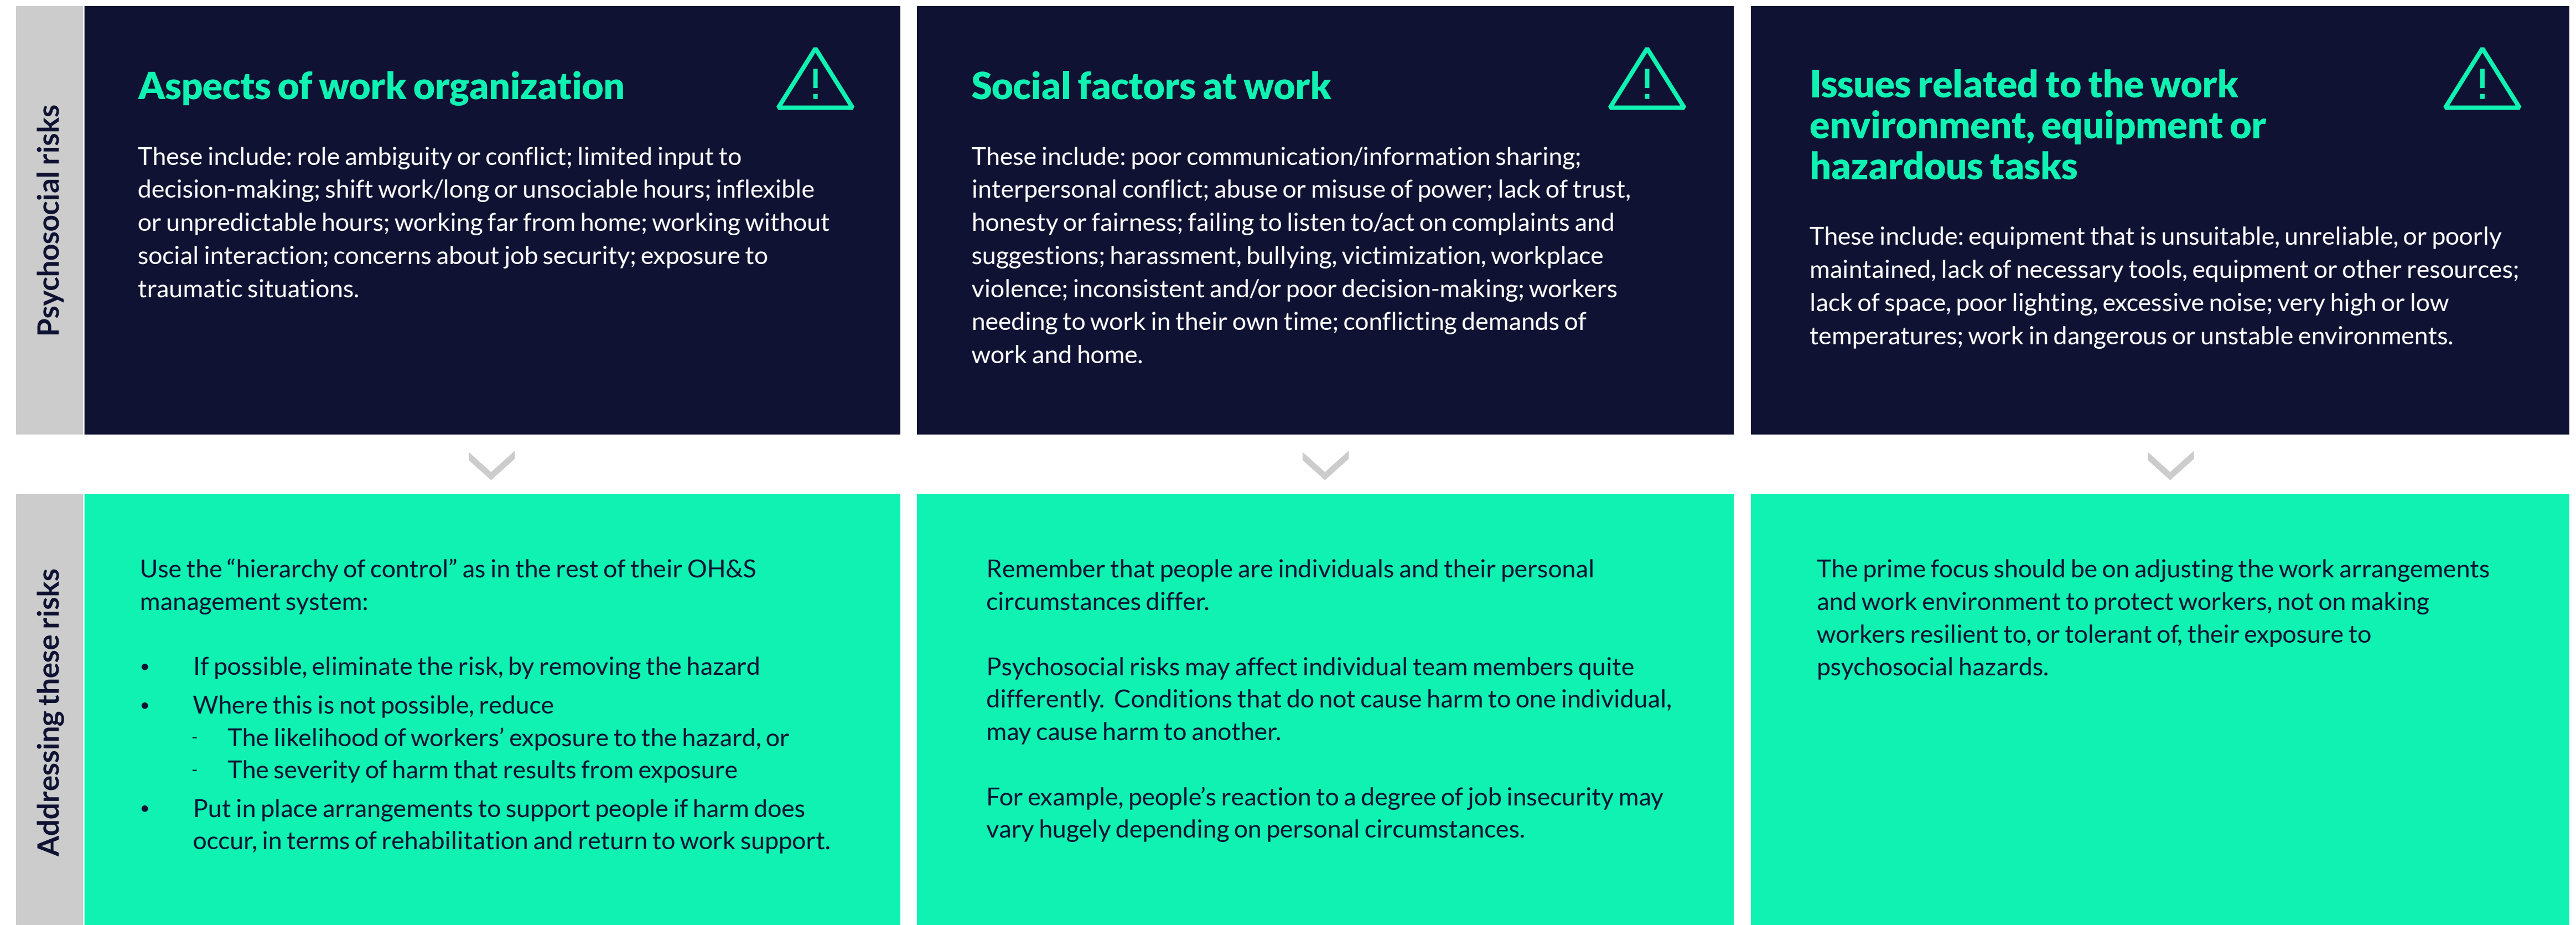 Psychosocial risks
Aspects of work organization
These include: role ambiguity or conflict; limited input to
decision-making; shift work/long or unsociable hours; inflexible
or unpredictable hours; working far from home; working without
social interaction; concerns about job security; exposure to
traumatic situations.
Social factors at work
These include: poor communication/information sharing;
interpersonal conflict; abuse or misuse of power; lack of trust,
honesty or fairness; failing to listen to/act on complaints and
suggestions; harassment, bullying, victimization, workplace
violence; inconsistent and/or poor decision-making; workers
needing to work in their own time; conflicting demands of
work and home.
Issues related to the work
environment, equipment or
hazardous tasks
These include: equipment that is unsuitable, unreliable, or poorly
maintained, lack of necessary tools, equipment or other resources;
lack of space, poor lighting, excessive noise; very high or low
temperatures; work in dangerous or unstable environments.
Addressing these risks
Use the “hierarchy of control” as in the rest of their OH&S
management system:
• If possible, eliminate the risk, by removing the hazard
• Where this is not possible, reduce
- The likelihood of workers’ exposure to the hazard, or
- The severity of harm that results from exposure
• Put in place arrangements to support people if harm does
occur, in terms of rehabilitation and return to work support.
Remember that people are individuals and their personal
circumstances differ.
Psychosocial risks may affect individual team members quite
differently. Conditions that do not cause harm to one individual,
may cause harm to another.
For example, people’s reaction to a degree of job insecurity may
vary hugely depending on personal circumstances.
The prime focus should be on adjusting the work arrangements
and work environment to protect workers, not on making
workers resilient to, or tolerant of, their exposure to
psychosocial hazards.